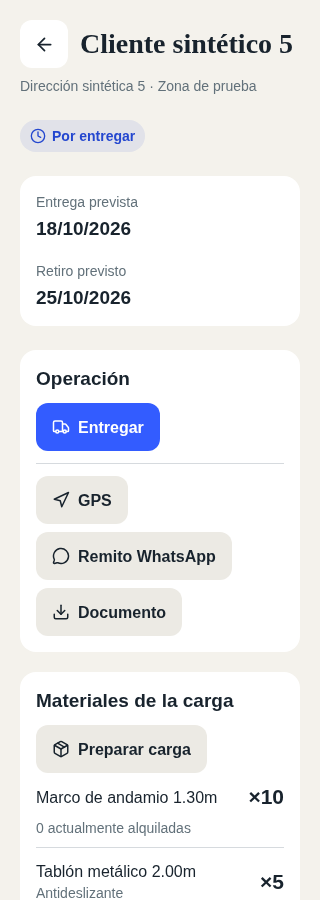 Cliente sintético 5
Dirección sintética 5 · Zona de prueba
Por entregar
Entrega prevista
18/10/2026
Retiro previsto
25/10/2026
Operación
Entregar
GPS
Remito WhatsApp
Documento
Materiales de la carga
Preparar carga
Marco de andamio 1.30m ×10
0 actualmente alquiladas
Tablón metálico 2.00m
×5
Antideslizante